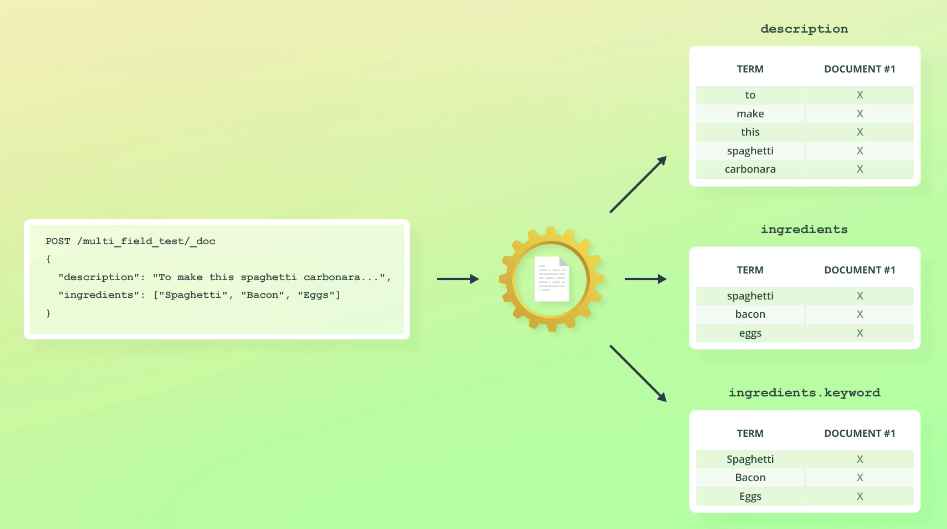 POST /multi_field_test/_doc
{
"description": "To make this spaghetti carbonara...",
"ingredients": ["Spaghetti", "Bacon", "Eggs"]
}
description
TERM DOCUMENT #1
to X
make X
this X
spaghetti X
carbonara X
ingredients
TERM DOCUMENT #1
spaghetti X
bacon X
eggs X
ingredients.keyword
TERM DOCUMENT #1
Spaghetti X
Bacon X
Eggs X